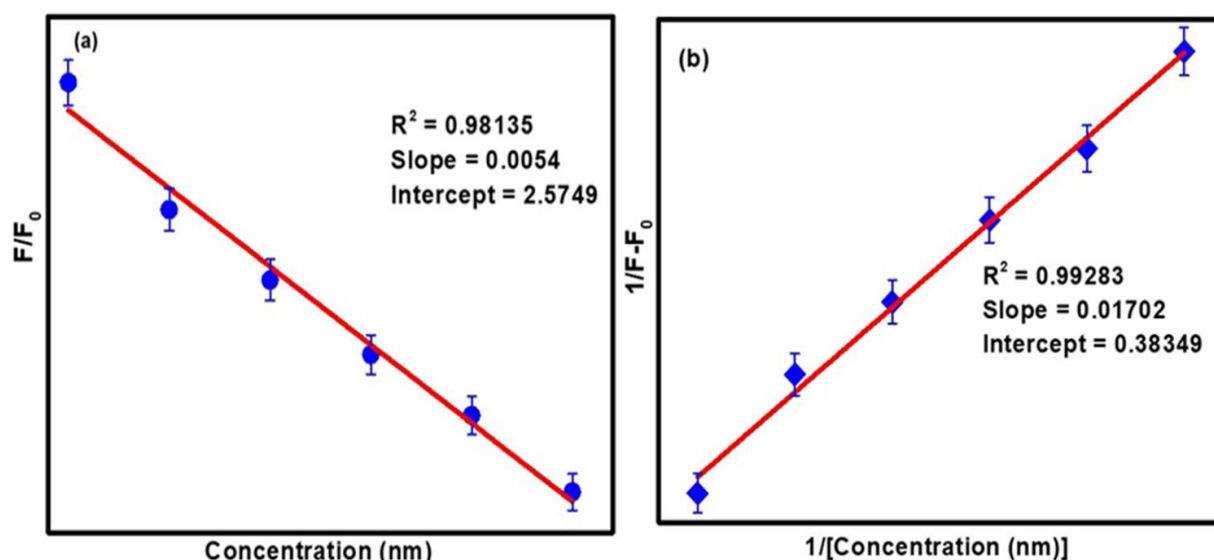 (a)
R² = 0.98135
Slope = 0.0054
Intercept = 2.5749
F/F₀
Concentration (nm)
(b)
R² = 0.99283
Slope = 0.01702
Intercept = 0.38349
1/F-F₀
1/[Concentration (nm)]